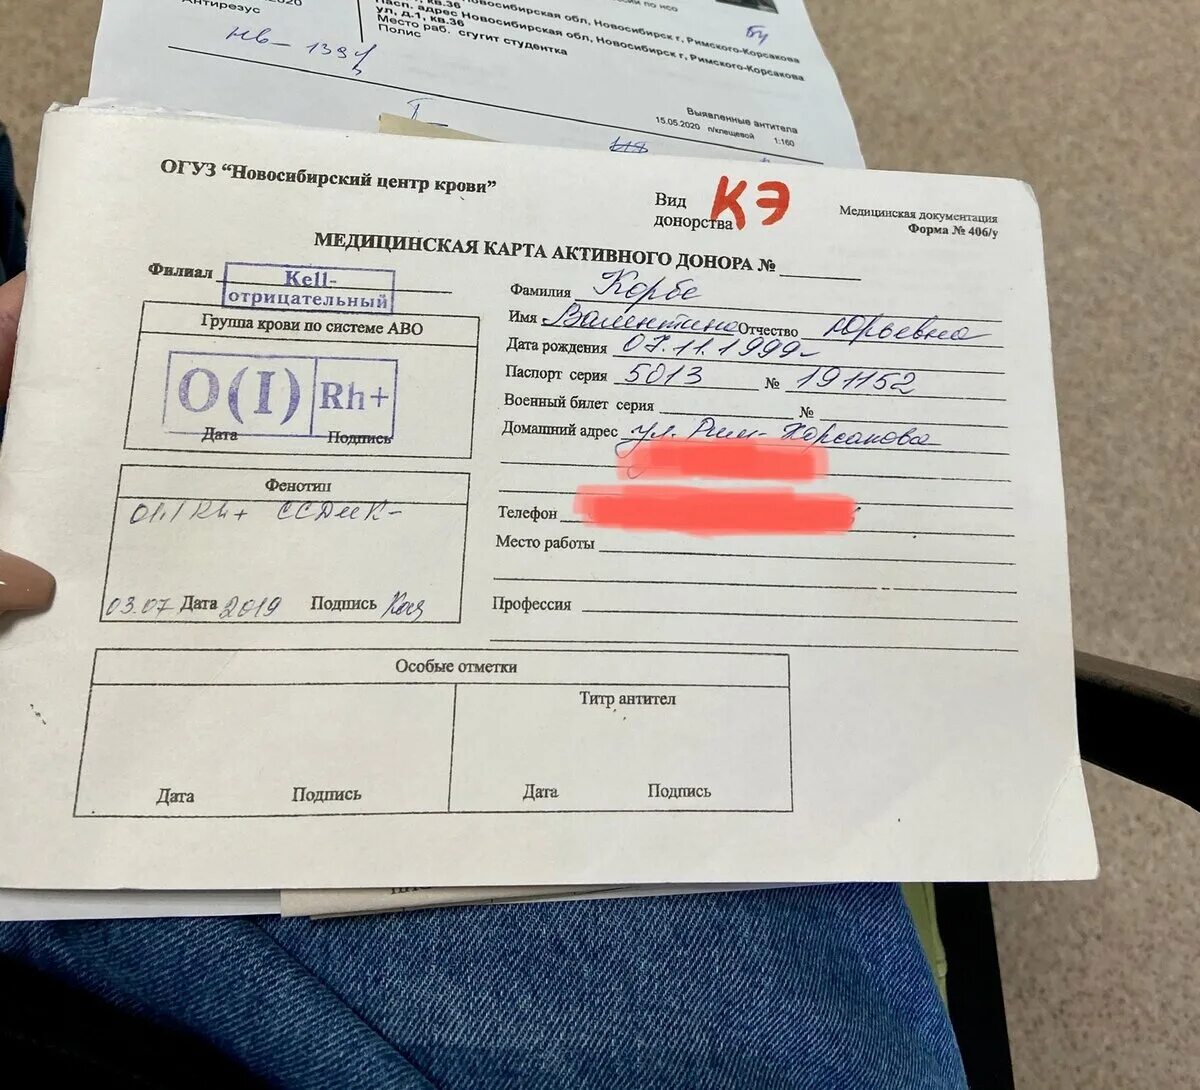 Антирезус
Новосибирская обл, Новосибирск г, Римского-Корсакова
ул, д.1, кв.36
Место раб. сгугит студентка
Полис
Нв- 139
Выявленные антитела
15.05.2020 п/клещевой 1:160
ОГУЗ “Новосибирский центр крови”
Вид донорства КЭ
Медицинская документация
Форма № 406/у
МЕДИЦИНСКАЯ КАРТА АКТИВНОГО ДОНОРА №
Филиал
Kell-
отрицательный
Группа крови по системе АВО
O(I) Rh+
Дата Подпись
Фенотип
Rh+ CC
03.07 Дата 2019 Подпись
Фамилия Корбе
Имя Валентина Отчество Юрьевна
Дата рождения 07.11.1999
Паспорт серия 5013 № 191152
Военный билет серия №
Домашний адрес ул. Рим-Корсакова
Телефон
Место работы
Профессия
Особые отметки
Титр антител
Дата Подпись Дата Подпись